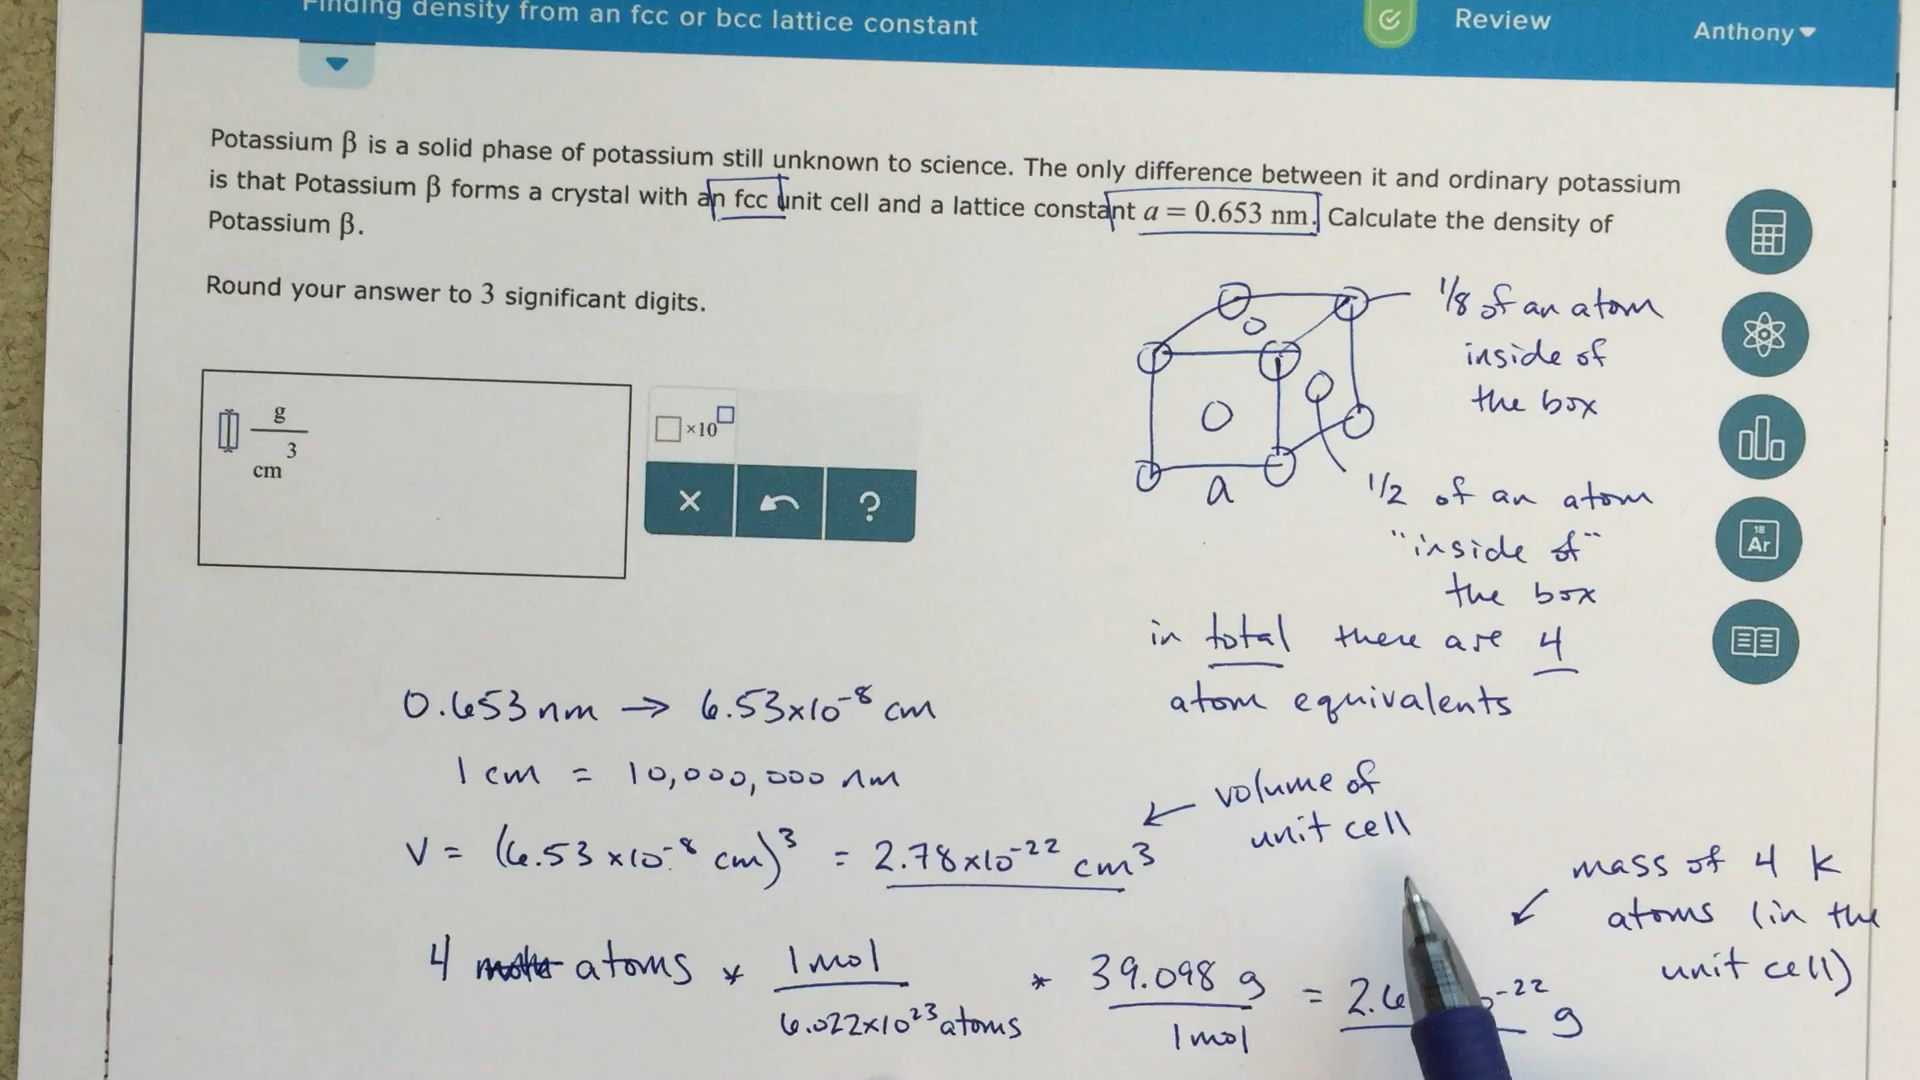 Finding density from an fcc or bcc lattice constant
Review
Anthony
Potassium β is a solid phase of potassium still unknown to science. The only difference between it and ordinary potassium
is that Potassium β forms a crystal with an fcc unit cell and a lattice constant a = 0.653 nm. Calculate the density of
Potassium β.
Round your answer to 3 significant digits.
g
cm 3
×10
?
18
Ar
1/8 of an atom
inside of
the box
a
1/2 of an atom
"inside of"
the box
in total there are 4
atom equivalents
0.653 nm → 6.53×10-8 cm
1 cm = 10,000,000 nm
V = (6.53 ×10-8 cm)3 = 2.78×10-22 cm3
← volume of
unit cell
mass of 4 K
atoms (in the
unit cell)
4 atoms * 1 mol
6.022×10 23 atoms
* 39.098 g
1 mol
= 2.6 -22 g